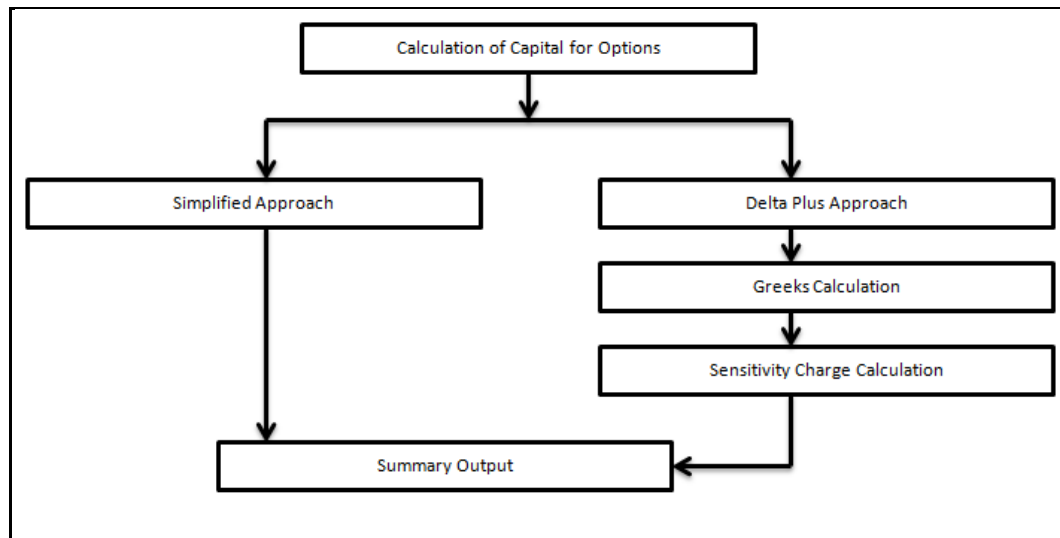 Calculation of Capital for Options
Simplified Approach
Delta Plus Approach
Greeks Calculation
Sensitivity Charge Calculation
Summary Output